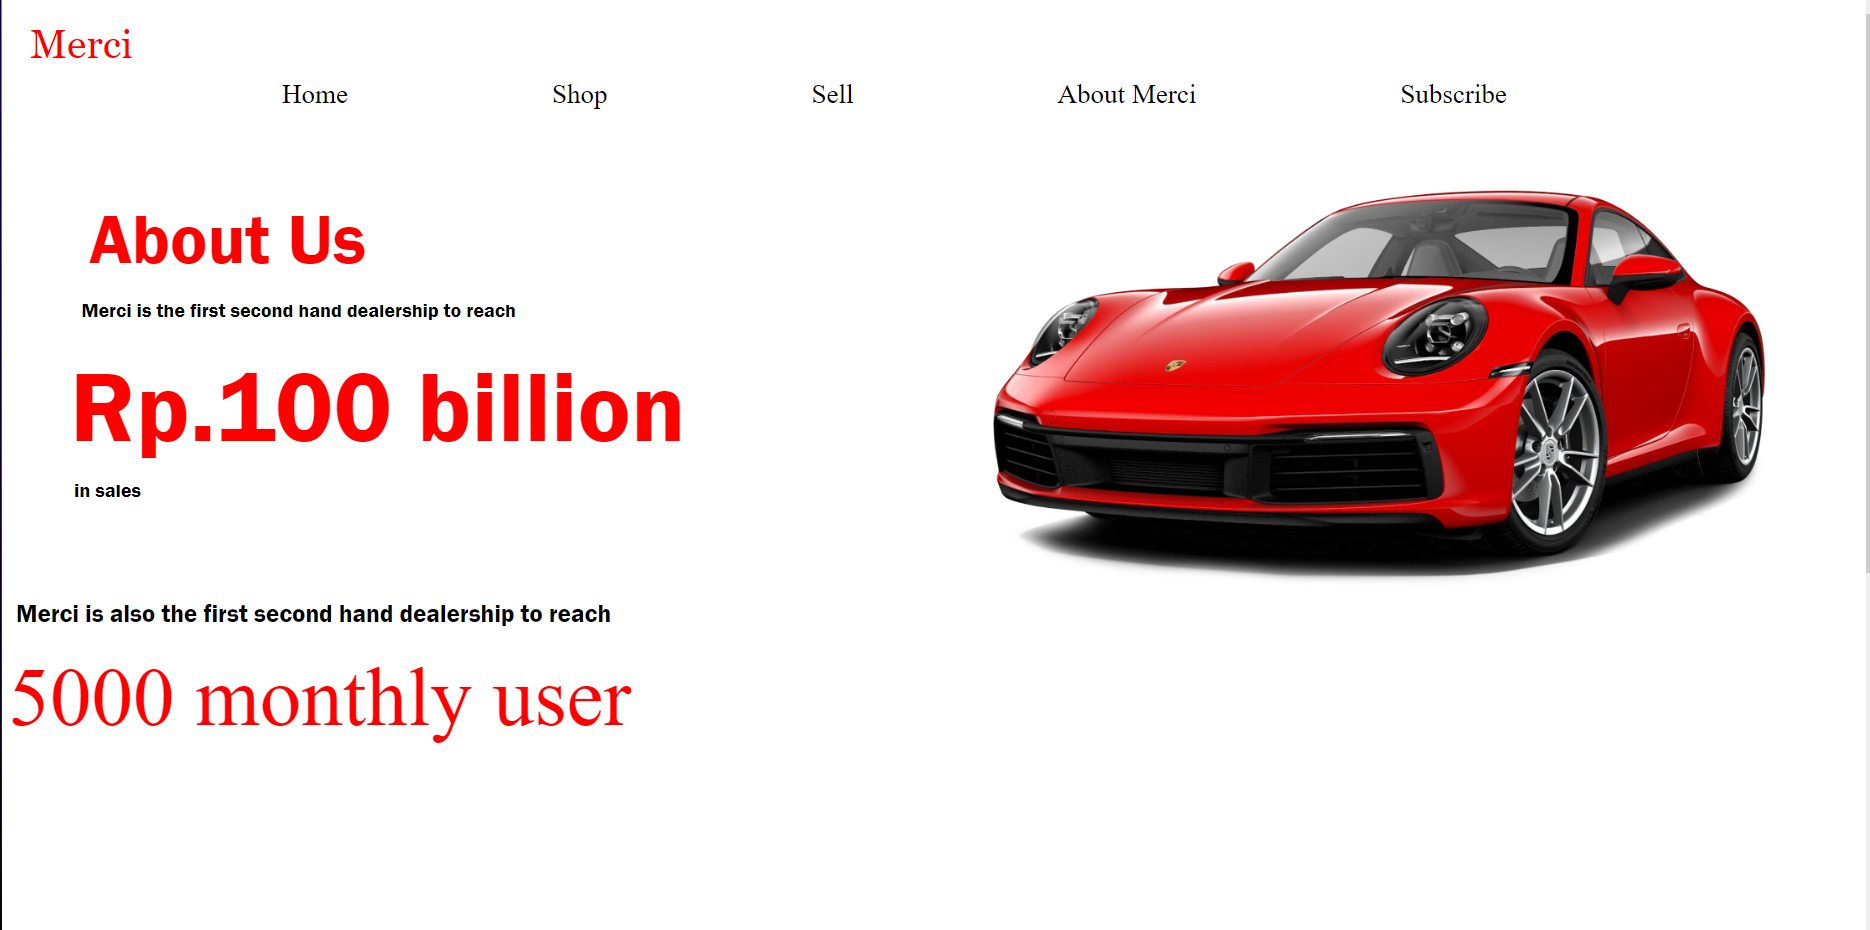 Merci
Home Shop Sell About Merci Subscribe
About Us
Merci is the first second hand dealership to reach
Rp.100 billion
in sales
Merci is also the first second hand dealership to reach
5000 monthly user